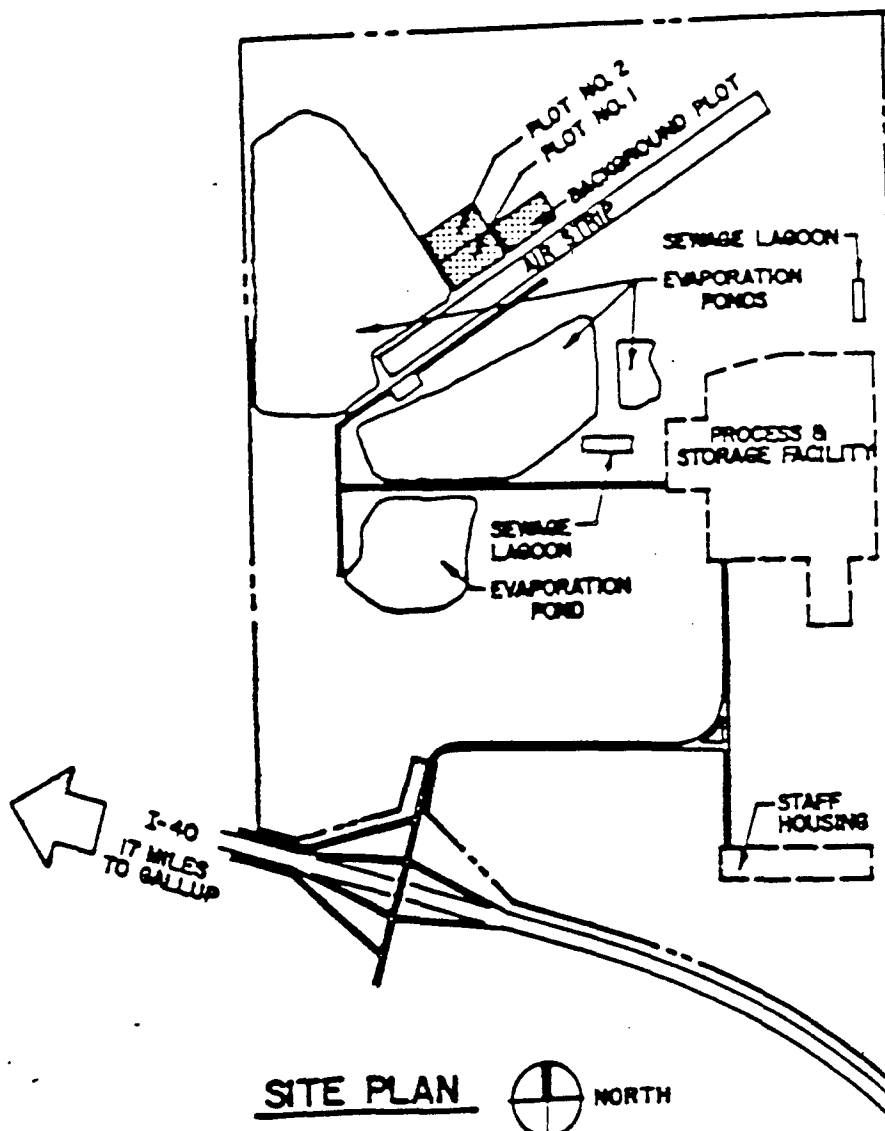 PLOT NO. 2
PLOT NO. 1
BACKGROUND PLOT
AIR STRIP
SEWAGE LAGOON
EVAPORATION
PONDS
PROCESS &
STORAGE FACILITY
SEWAGE
LAGOON
EVAPORATION
POND
STAFF
HOUSING
I-40
17 MILES
TO GALLUP
SITE PLAN
NORTH